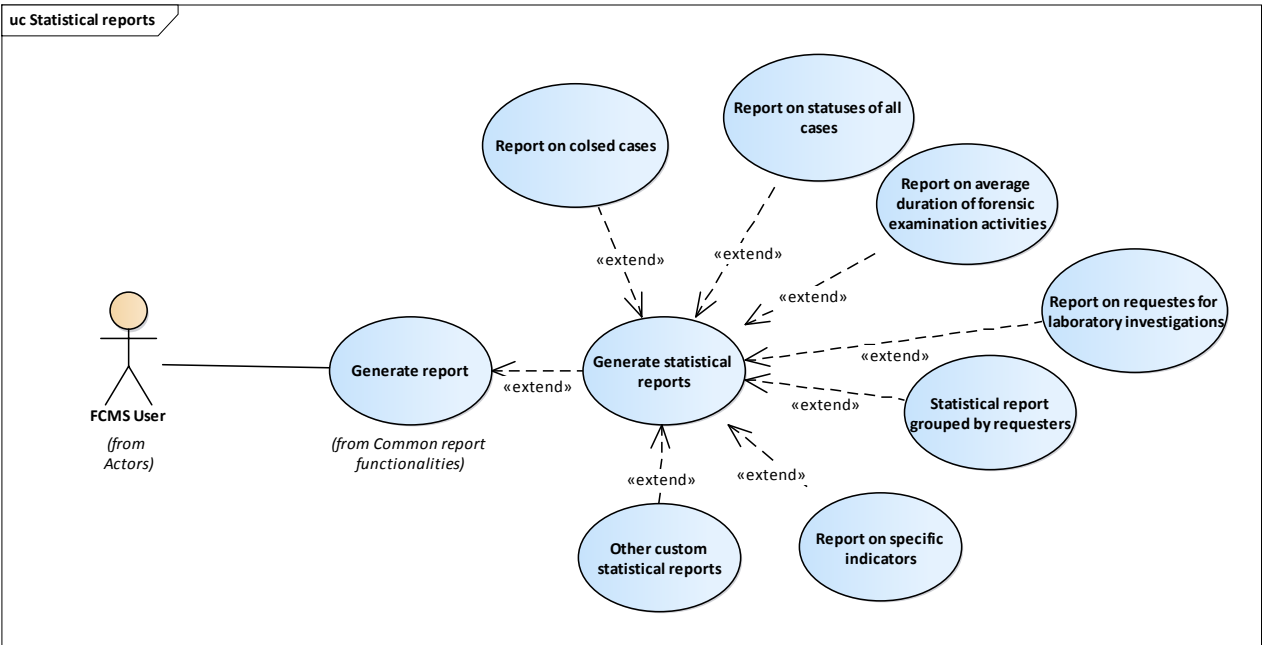 uc Statistical reports
Report on colsed cases
Report on statuses of all
cases
Report on average
duration of forensic
examination activities
Report on requestes for
laboratory investigations
«extend»
«extend»
«extend»
«extend»
Generate report
«extend»
Generate statistical
reports
«extend»
Statistical report
grouped by requesters
FCMS User
(from
Actors)
(from Common report
functionalities)
«extend»
«extend»
Other custom
statistical reports
Report on specific
indicators